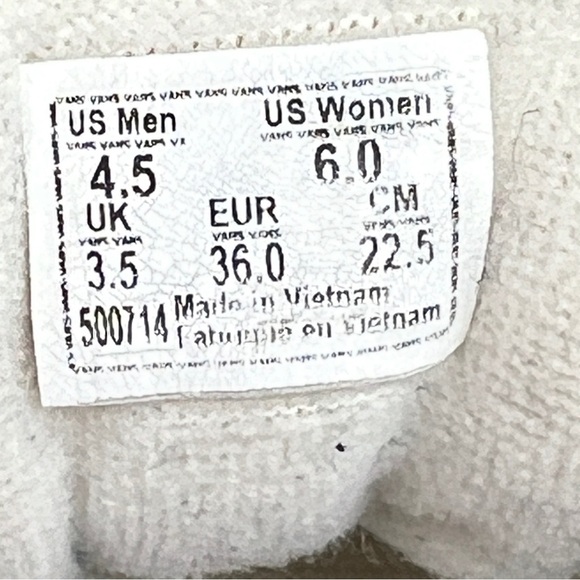 US Men US Women
4.5 6.0
UK EUR CM
3.5 36.0 22.5
500714 Made in Vietnam
en Vietnam